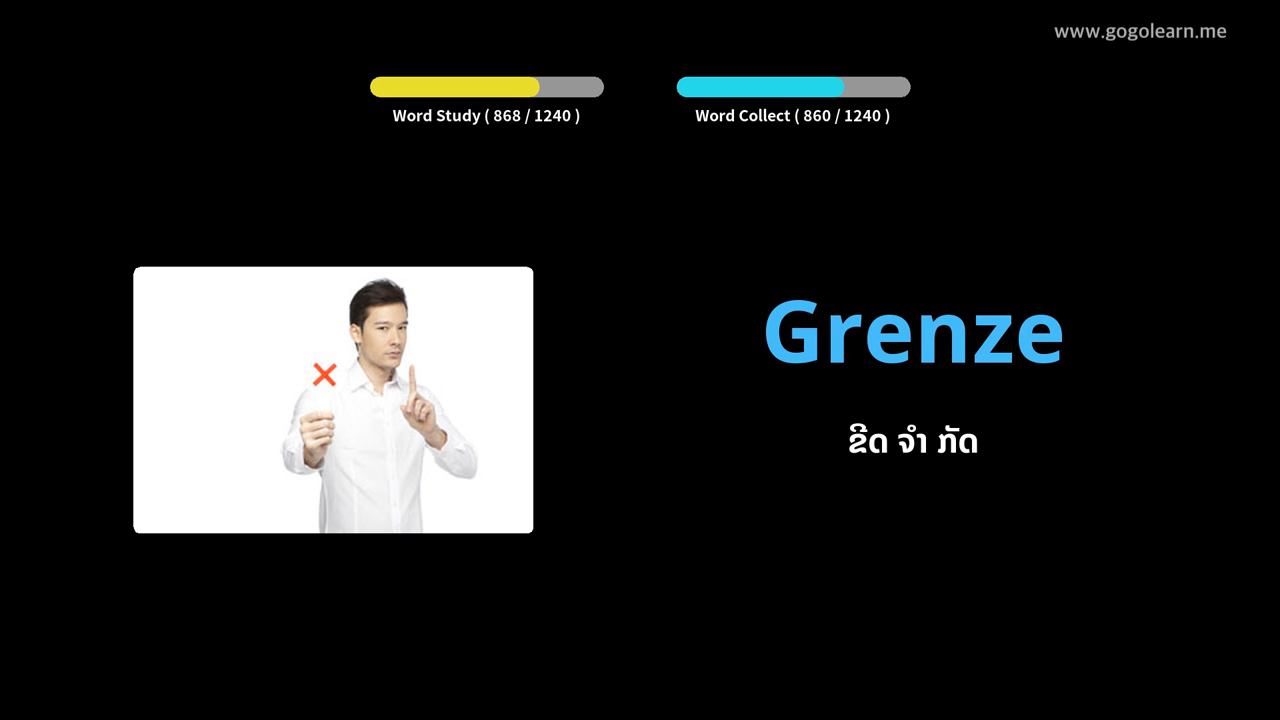 www.gogolearn.me
Word Study ( 868 / 1240 )
Word Collect ( 860 / 1240 )
Grenze
ຂີດ ຈຳ ກັດ